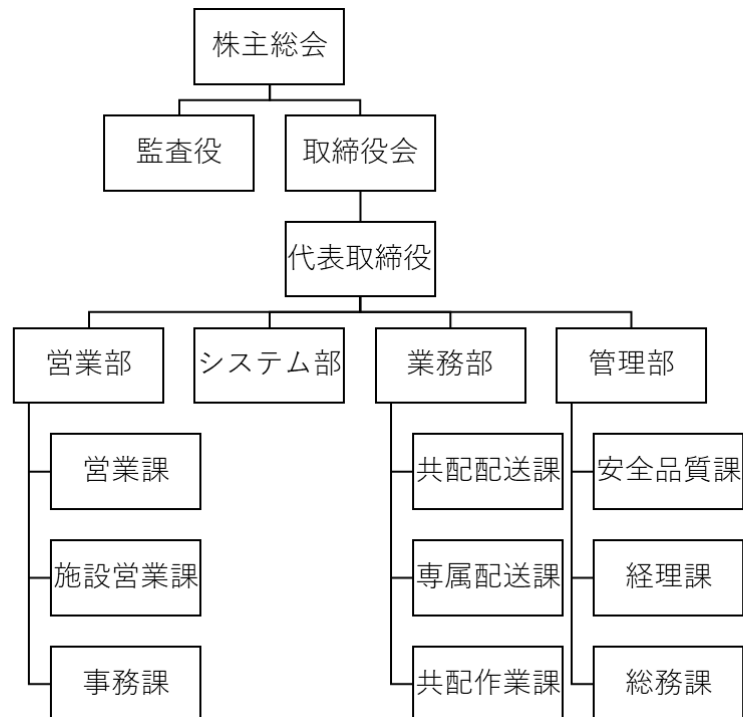 株主総会
監査役
取締役会
代表取締役
営業部
システム部
業務部
管理部
営業課
共配配送課
安全品質課
施設営業課
専属配送課
経理課
事務課
共配作業課
総務課